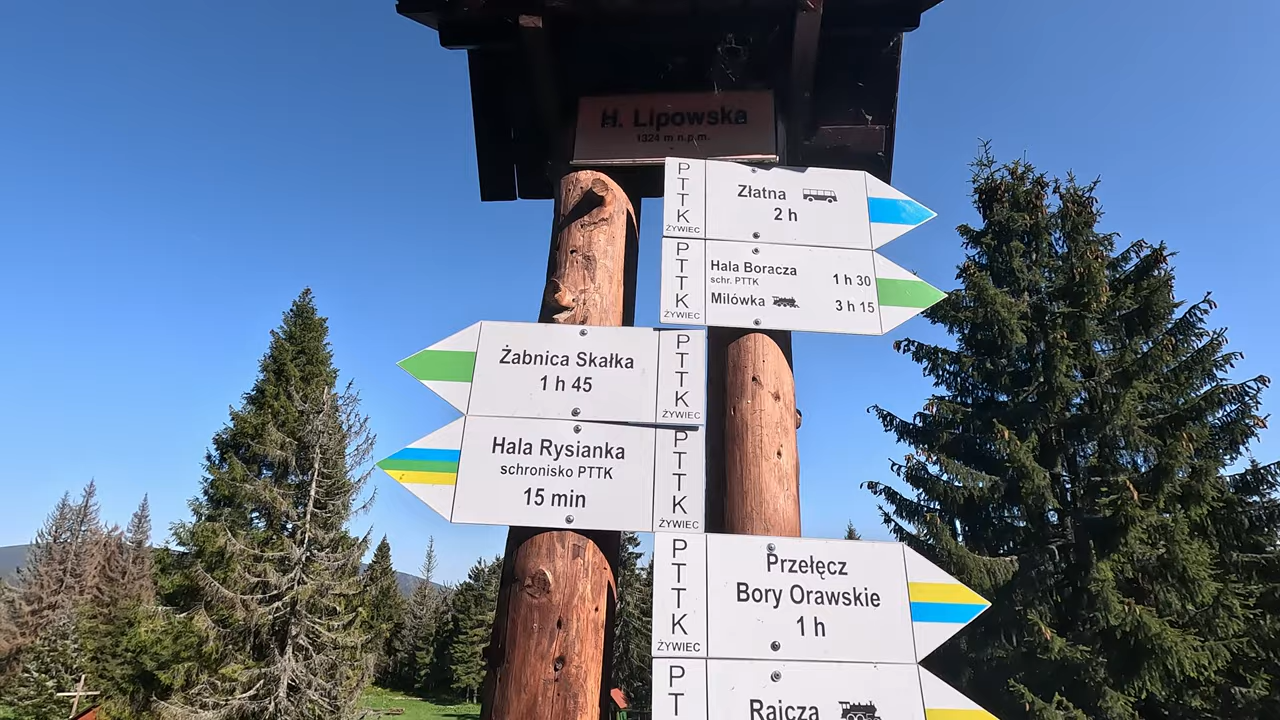 H. Lipowska
1324 m n.p.m.
PTTK
ŻYWIEC
Złatna
2 h
PTTK
ŻYWIEC
Hala Boracza 1 h 30
schr. PTTK
Milówka 3 h 15
Żabnica Skałka
1 h 45
PTTK
ŻYWIEC
Hala Rysianka
schronisko PTTK
15 min
PTTK
ŻYWIEC
PTTK
ŻYWIEC
Przełęcz
Bory Orawskie
1 h
PT
Rajcza